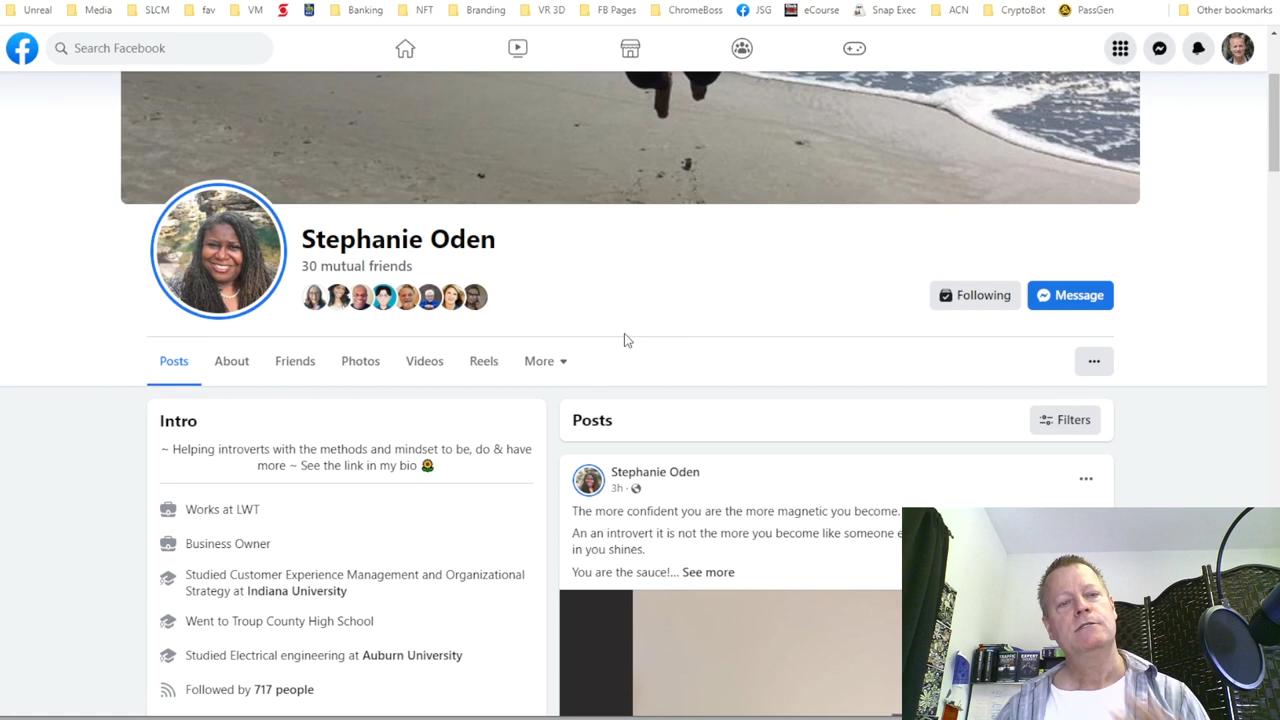 Unreal Media SLCM fav VM Banking NFT Branding VR 3D FB Pages ChromeBoss JSG eCourse Snap Exec ACN CryptoBot PassGen Other bookmarks
Search Facebook
Stephanie Oden
30 mutual friends
Following Message
Posts About Friends Photos Videos Reels More
Intro
~ Helping introverts with the methods and mindset to be, do & have
more ~ See the link in my bio 🌻
Works at LWT
Business Owner
Studied Customer Experience Management and Organizational
Strategy at Indiana University
Went to Troup County High School
Studied Electrical engineering at Auburn University
Followed by 717 people
Posts Filters
Stephanie Oden
3h ·
The more confident you are the more magnetic you become.
An an introvert it is not the more you become like someone
in you shines.
You are the sauce!... See more
TRAFFIC
EXPERT